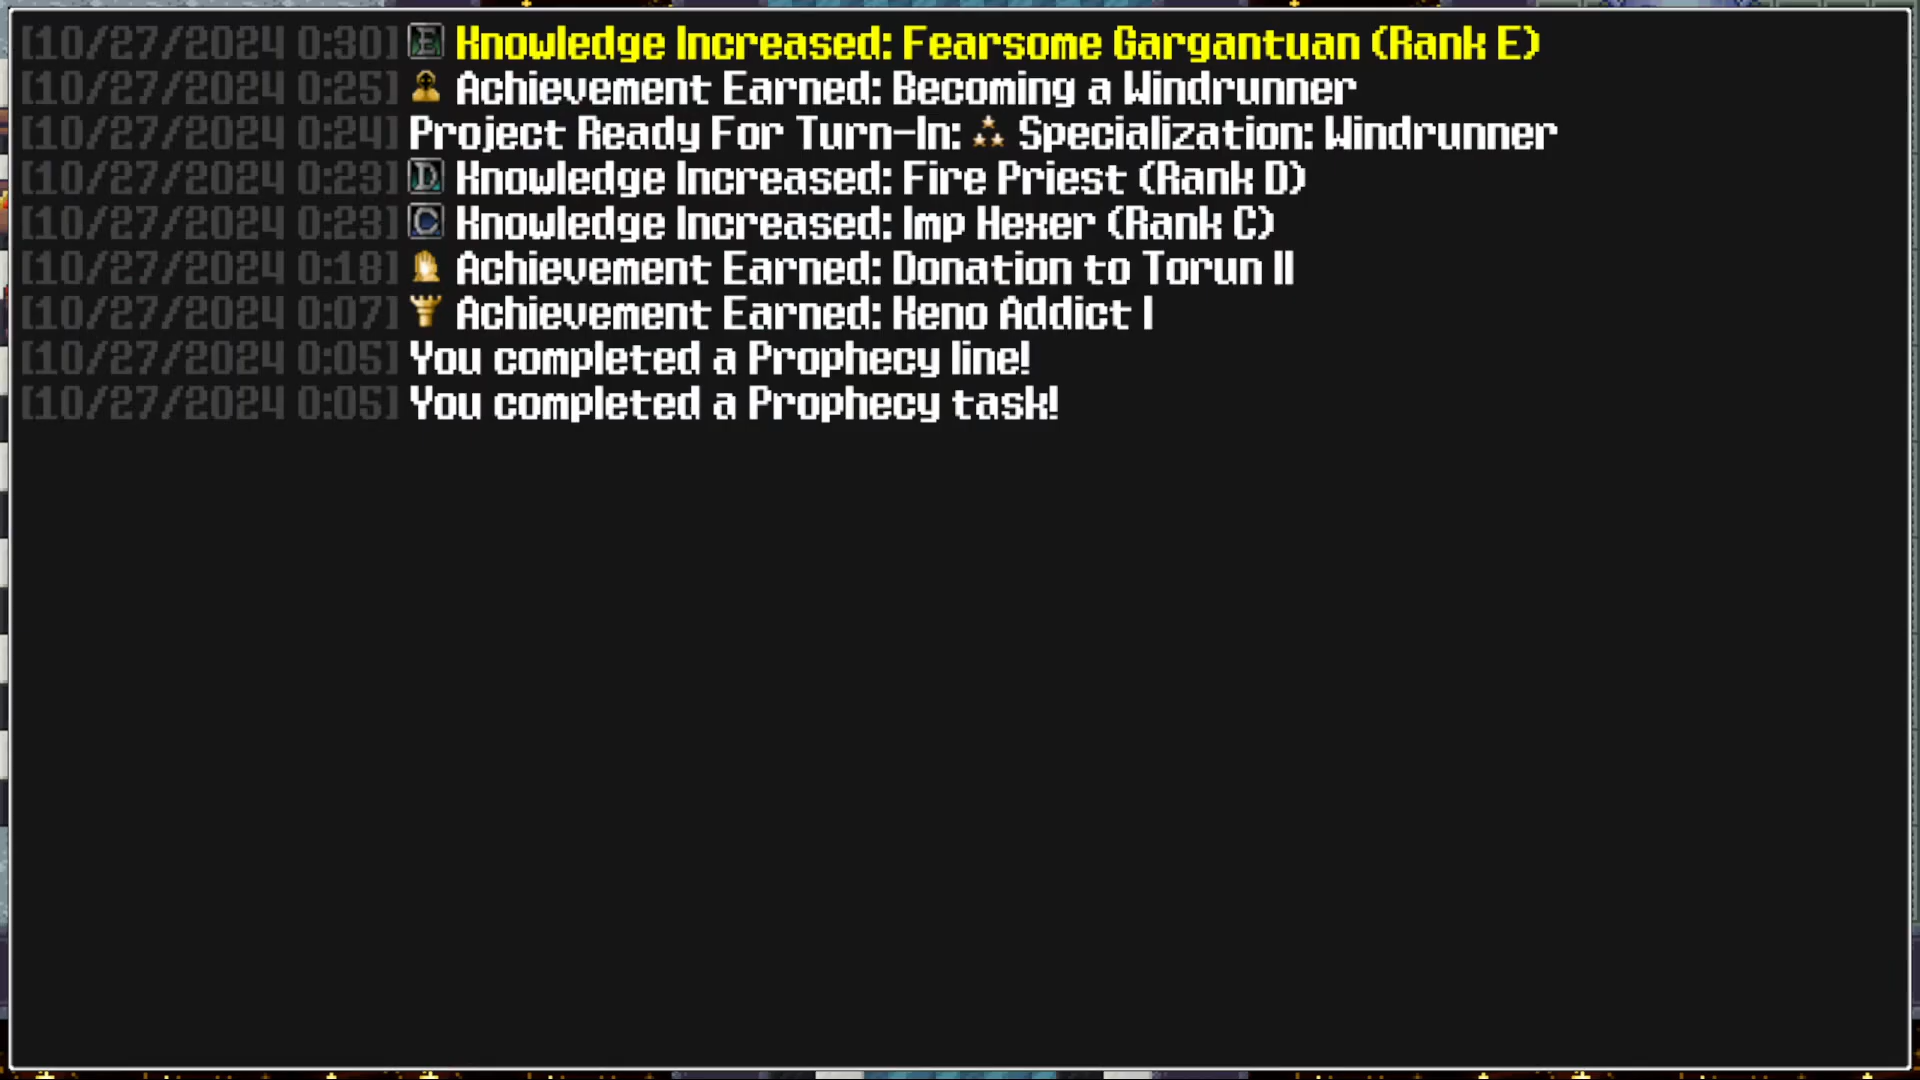 [10/27/2024 0:30] E Knowledge Increased: Fearsome Gargantuan (Rank E)
[10/27/2024 0:25] Achievement Earned: Becoming a Windrunner
[10/27/2024 0:24] Project Ready For Turn-In: Specialization: Windrunner
[10/27/2024 0:23] D Knowledge Increased: Fire Priest (Rank D)
[10/27/2024 0:23] C Knowledge Increased: Imp Hexer (Rank C)
[10/27/2024 0:18] Achievement Earned: Donation to Torun II
[10/27/2024 0:07] Achievement Earned: Keno Addict I
[10/27/2024 0:05] You completed a Prophecy line!
[10/27/2024 0:05] You completed a Prophecy task!